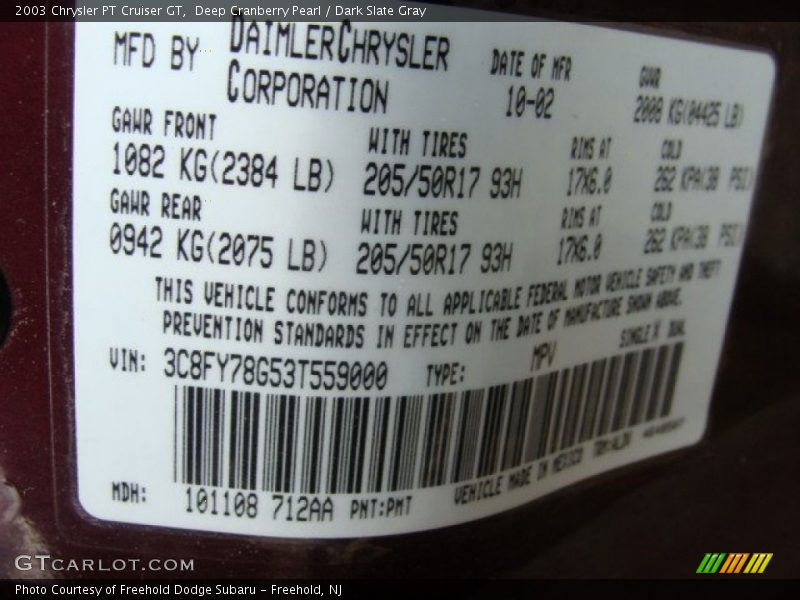 2003 Chrysler PT Cruiser GT, Deep Cranberry Pearl / Dark Slate Gray
MFD BY DAIMLERCHRYSLER CORPORATION
DATE OF MFR 10-02
GVWR 2008 KG(04425 LB)
GAWR FRONT WITH TIRES RIMS AT COLD
1082 KG(2384 LB) 205/50R17 93H 17X6.0 262 KPA(38 PSI)
GAWR REAR WITH TIRES RIMS AT COLD
0942 KG(2075 LB) 205/50R17 93H 17X6.0 262 KPA(38 PSI)
THIS VEHICLE CONFORMS TO ALL APPLICABLE FEDERAL MOTOR VEHICLE SAFETY AND THEFT
PREVENTION STANDARDS IN EFFECT ON THE DATE OF MANUFACTURE SHOWN ABOVE.
VIN: 3C8FY78G53T559000 TYPE: MPV SINGLE X DUAL
MDH: 101108 712AA PNT:PMT VEHICLE MADE IN MEXICO
GTCARLOT.COM
Photo Courtesy of Freehold Dodge Subaru - Freehold, NJ